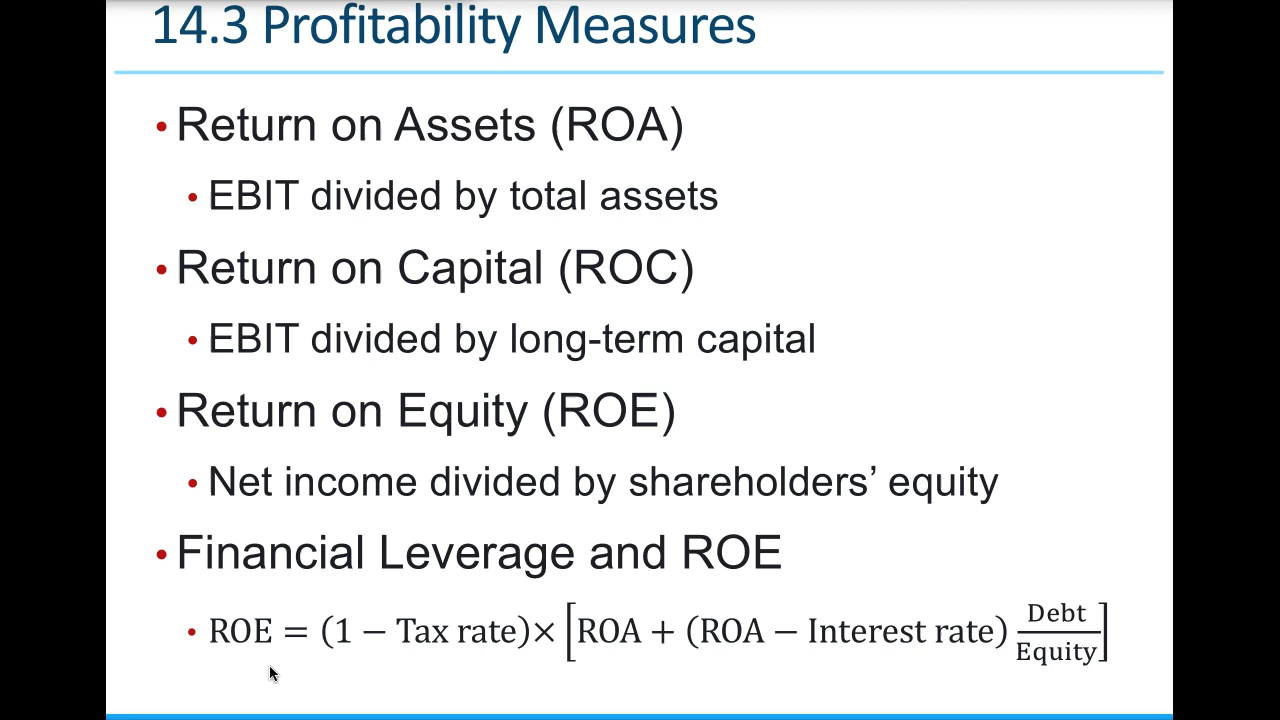 14.3 Profitability Measures
• Return on Assets (ROA)
• EBIT divided by total assets
• Return on Capital (ROC)
• EBIT divided by long-term capital
• Return on Equity (ROE)
• Net income divided by shareholders’ equity
• Financial Leverage and ROE
• ROE = (1 − Tax rate)× [ROA + (ROA − Interest rate) Debt/Equity]